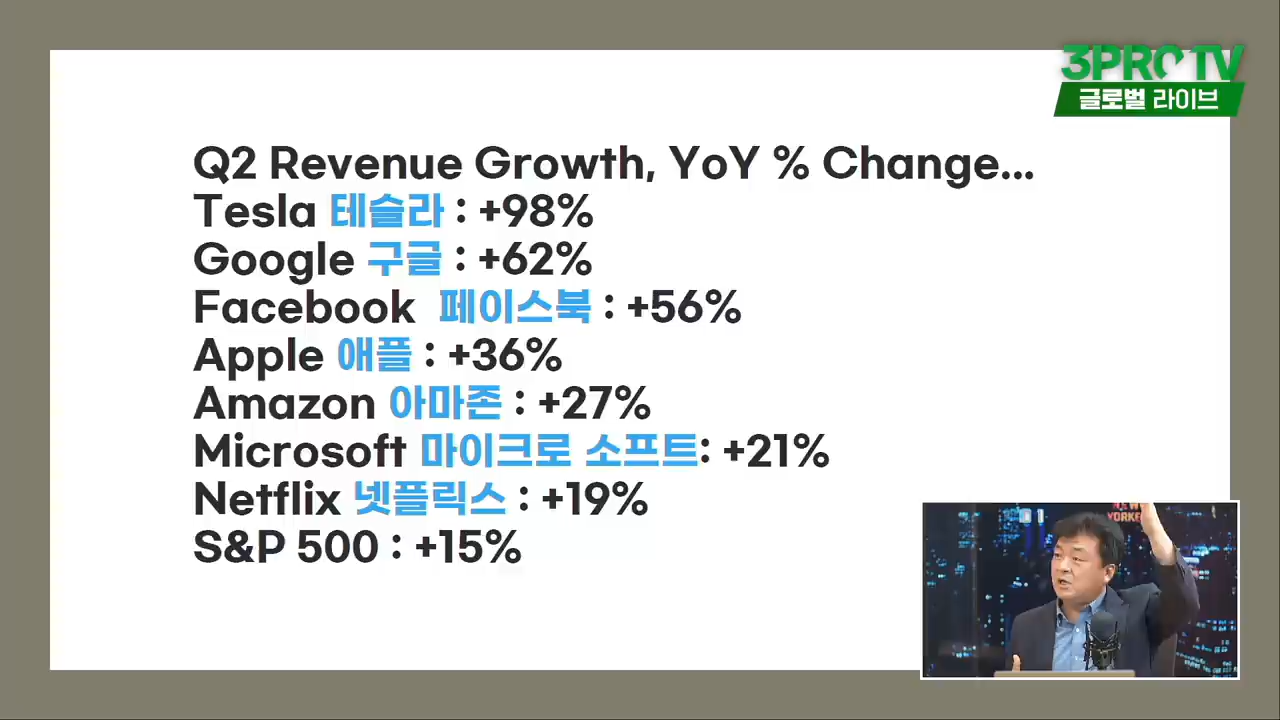 3PRO TV
글로벌 라이브
Q2 Revenue Growth, YoY % Change...
Tesla 테슬라 : +98%
Google 구글 : +62%
Facebook 페이스북 : +56%
Apple 애플 : +36%
Amazon 아마존 : +27%
Microsoft 마이크로 소프트: +21%
Netflix 넷플릭스 : +19%
S&P 500 : +15%